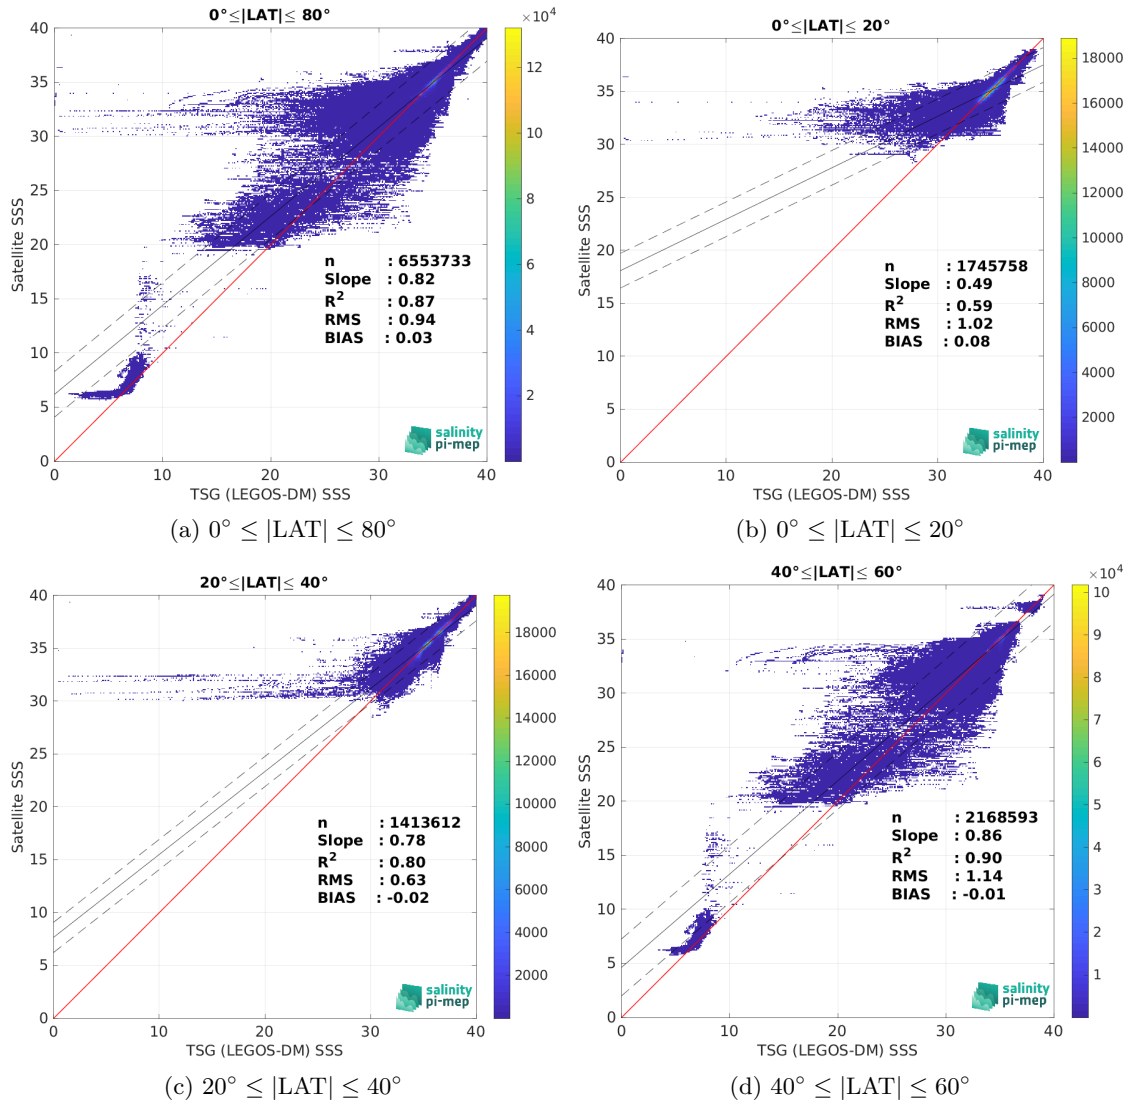 0°≤|LAT|≤ 80°
×10⁴
40
35
30
25
20
15
10
5
0
Satellite SSS
n : 6553733
Slope : 0.82
R² : 0.87
RMS : 0.94
BIAS : 0.03
salinity
pi-mep
0 10 20 30 40
TSG (LEGOS-DM) SSS
12
10
8
6
4
2
(a) 0° ≤ |LAT| ≤ 80°
0°≤|LAT|≤ 20°
40
35
30
25
20
15
10
5
0
Satellite SSS
n : 1745758
Slope : 0.49
R² : 0.59
RMS : 1.02
BIAS : 0.08
salinity
pi-mep
0 10 20 30 40
TSG (LEGOS-DM) SSS
18000
16000
14000
12000
10000
8000
6000
4000
2000
(b) 0° ≤ |LAT| ≤ 20°
20°≤|LAT|≤ 40°
40
35
30
25
20
15
10
5
0
Satellite SSS
n : 1413612
Slope : 0.78
R² : 0.80
RMS : 0.63
BIAS : -0.02
salinity
pi-mep
0 10 20 30 40
TSG (LEGOS-DM) SSS
18000
16000
14000
12000
10000
8000
6000
4000
2000
(c) 20° ≤ |LAT| ≤ 40°
40°≤|LAT|≤ 60°
×10⁴
40
35
30
25
20
15
10
5
0
Satellite SSS
n : 2168593
Slope : 0.86
R² : 0.90
RMS : 1.14
BIAS : -0.01
salinity
pi-mep
0 10 20 30 40
TSG (LEGOS-DM) SSS
10
9
8
7
6
5
4
3
2
1
(d) 40° ≤ |LAT| ≤ 60°